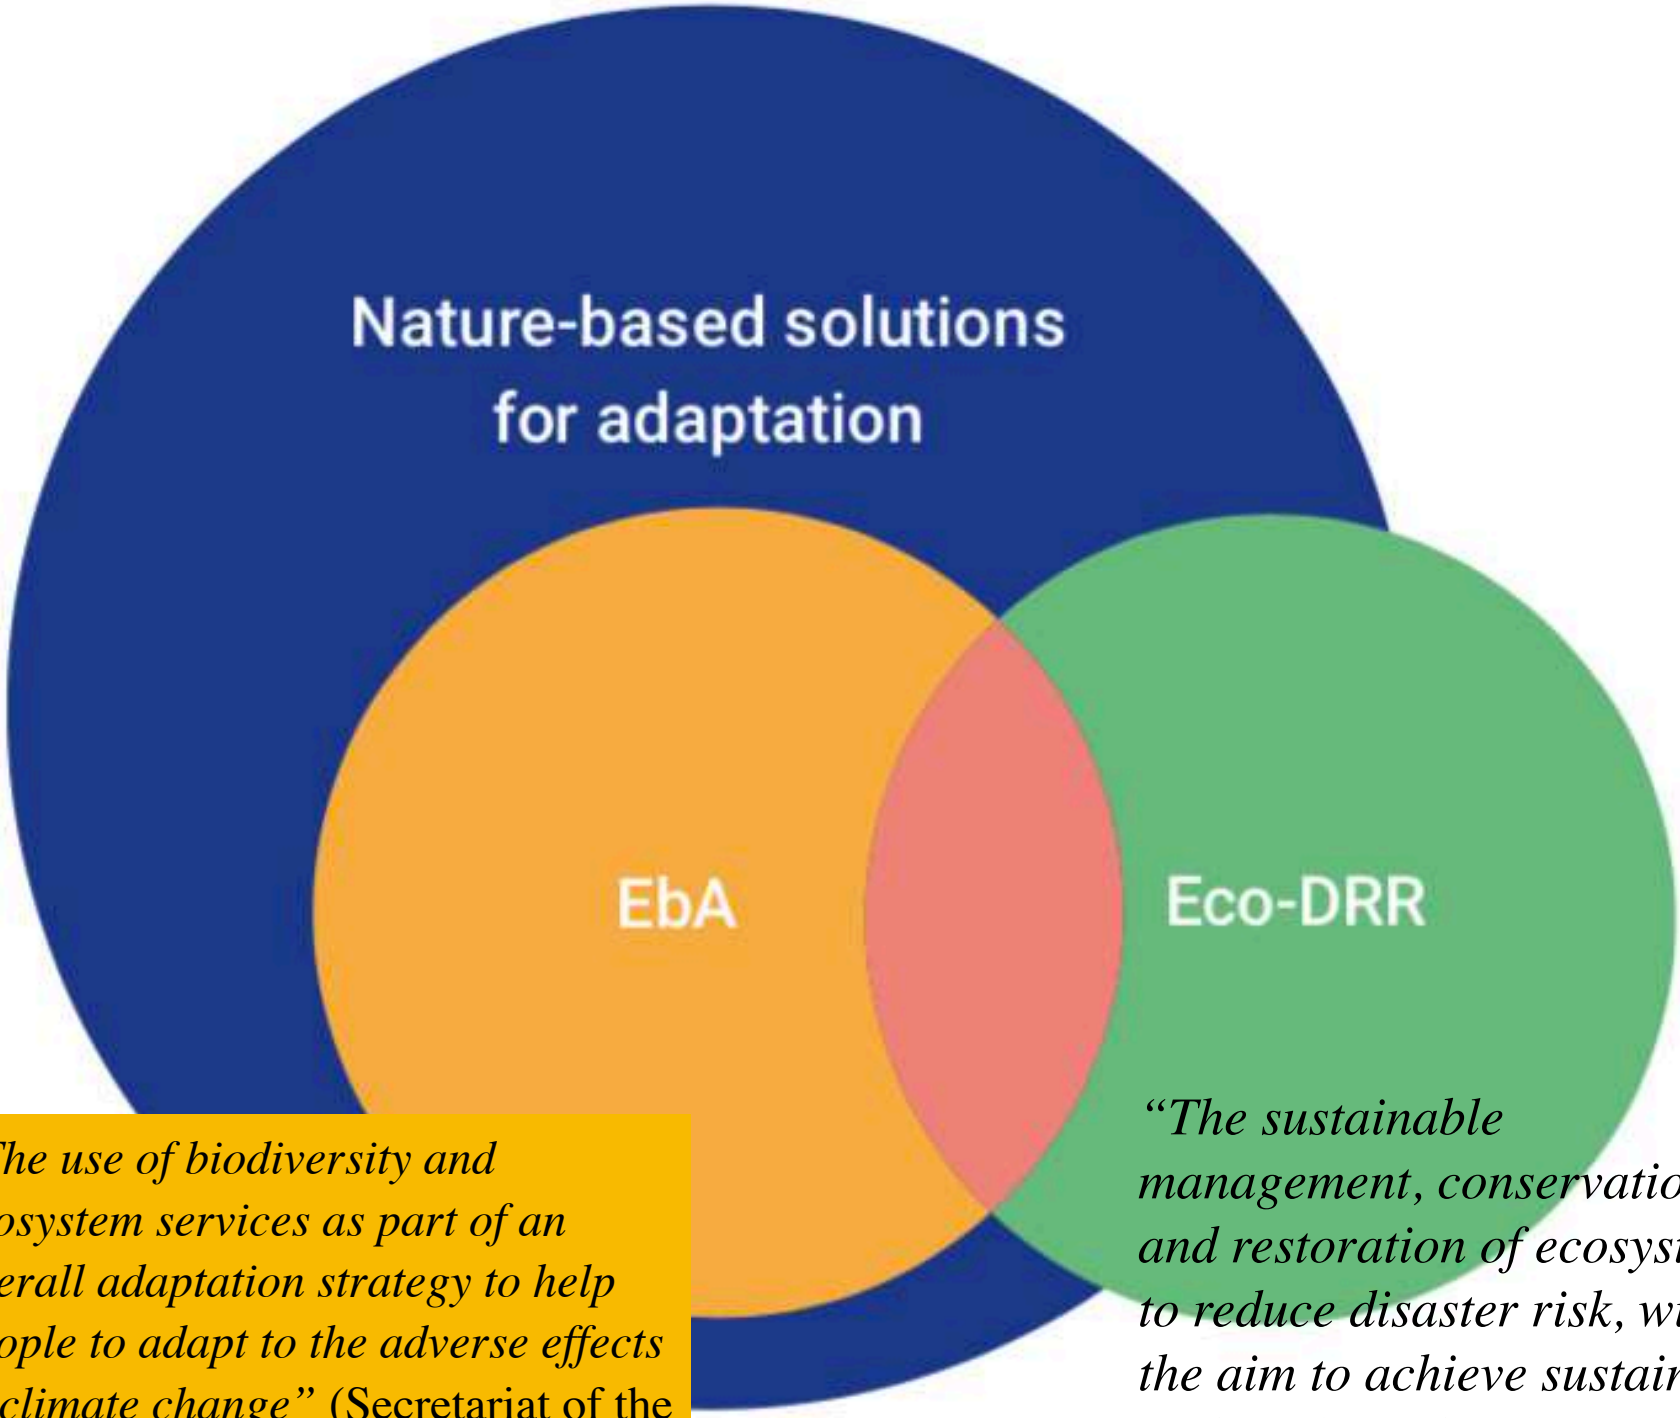 Nature-based solutions
for adaptation
EbA
Eco-DRR
The use of biodiversity and
osystem services as part of an
erall adaptation strategy to help
ople to adapt to the adverse effects
climate change” (Secretariat of the
“The sustainable
management, conservatio
and restoration of ecosyst
to reduce disaster risk, wi
the aim to achieve sustain